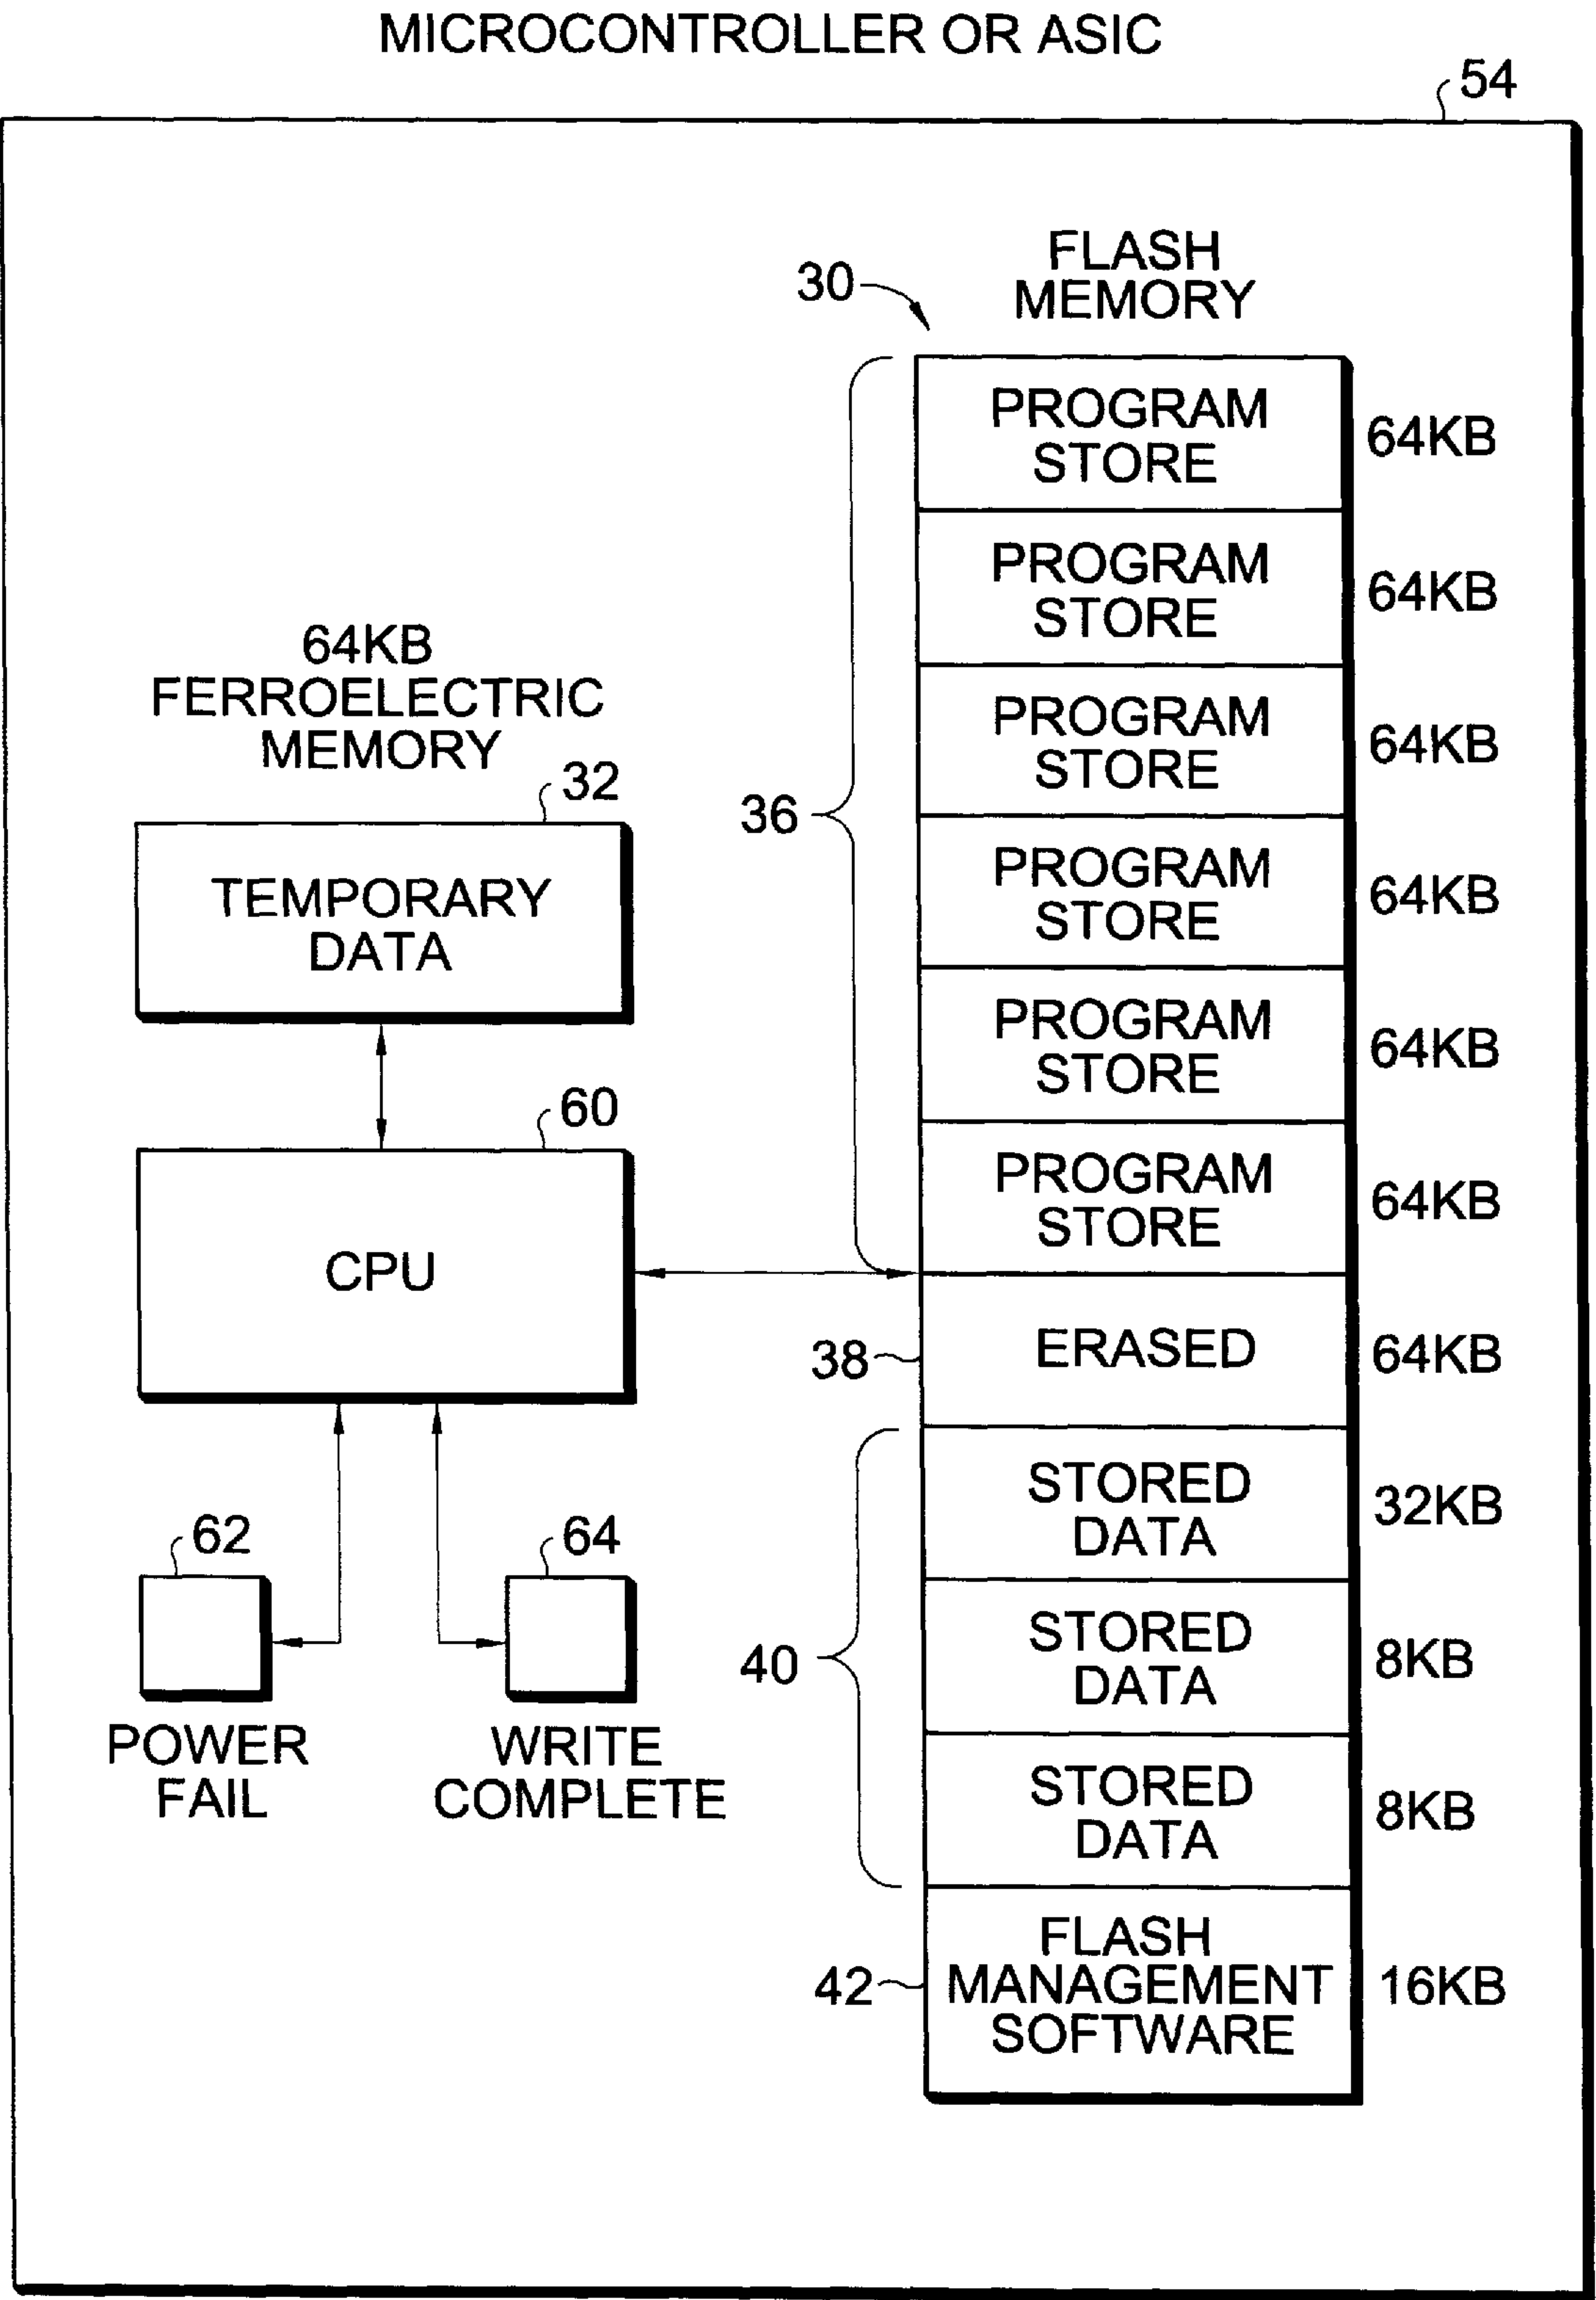 MICROCONTROLLER OR ASIC
54
FLASH
MEMORY
30
PROGRAM
STORE
64KB
PROGRAM
STORE
64KB
64KB
FERROELECTRIC
MEMORY
32
TEMPORARY
DATA
PROGRAM
STORE
64KB
36
PROGRAM
STORE
64KB
PROGRAM
STORE
64KB
60
CPU
PROGRAM
STORE
64KB
38
ERASED
64KB
STORED
DATA
32KB
62
64
40
STORED
DATA
8KB
POWER
FAIL
WRITE
COMPLETE
STORED
DATA
8KB
42
FLASH
MANAGEMENT
SOFTWARE
16KB